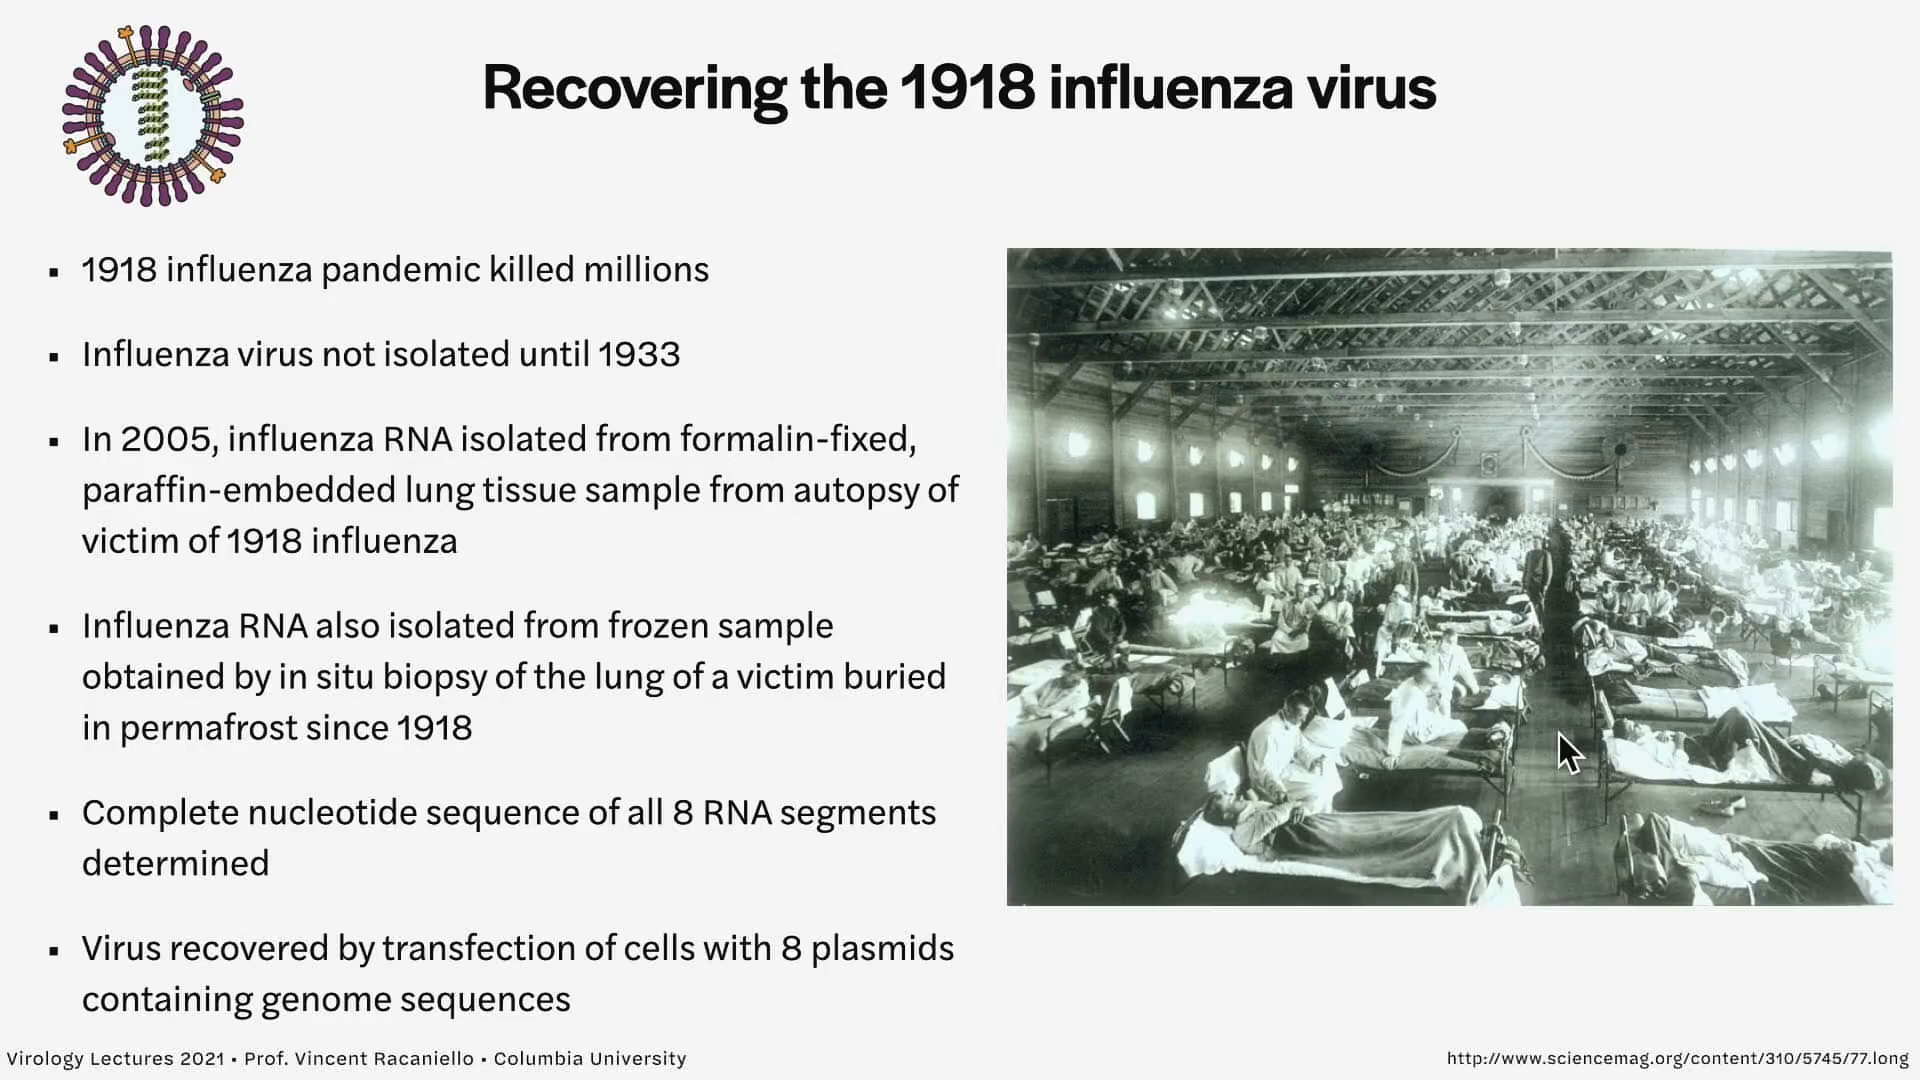 Recovering the 1918 influenza virus
▪ 1918 influenza pandemic killed millions
▪ Influenza virus not isolated until 1933
▪ In 2005, influenza RNA isolated from formalin-fixed,
paraffin-embedded lung tissue sample from autopsy of
victim of 1918 influenza
▪ Influenza RNA also isolated from frozen sample
obtained by in situ biopsy of the lung of a victim buried
in permafrost since 1918
▪ Complete nucleotide sequence of all 8 RNA segments
determined
▪ Virus recovered by transfection of cells with 8 plasmids
containing genome sequences
Virology Lectures 2021 • Prof. Vincent Racaniello • Columbia University
http://www.sciencemag.org/content/310/5745/77.long